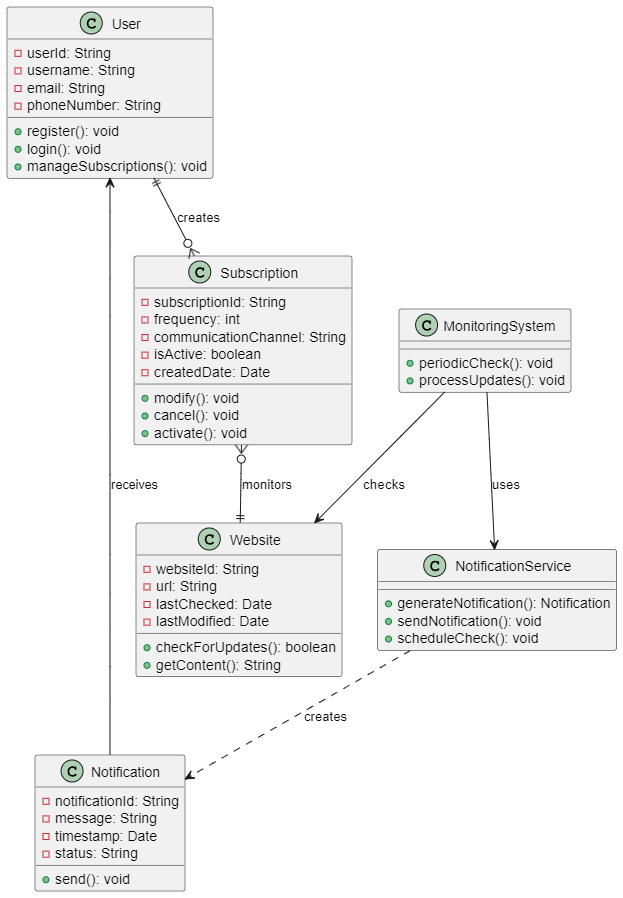 C User
userId: String
username: String
email: String
phoneNumber: String
register(): void
login(): void
manageSubscriptions(): void
creates
C Subscription
subscriptionId: String
frequency: int
communicationChannel: String
isActive: boolean
createdDate: Date
modify(): void
cancel(): void
activate(): void
C MonitoringSystem
periodicCheck(): void
processUpdates(): void
receives
monitors
checks
uses
C Website
websiteId: String
url: String
lastChecked: Date
lastModified: Date
checkForUpdates(): boolean
getContent(): String
C NotificationService
generateNotification(): Notification
sendNotification(): void
scheduleCheck(): void
creates
C Notification
notificationId: String
message: String
timestamp: Date
status: String
send(): void